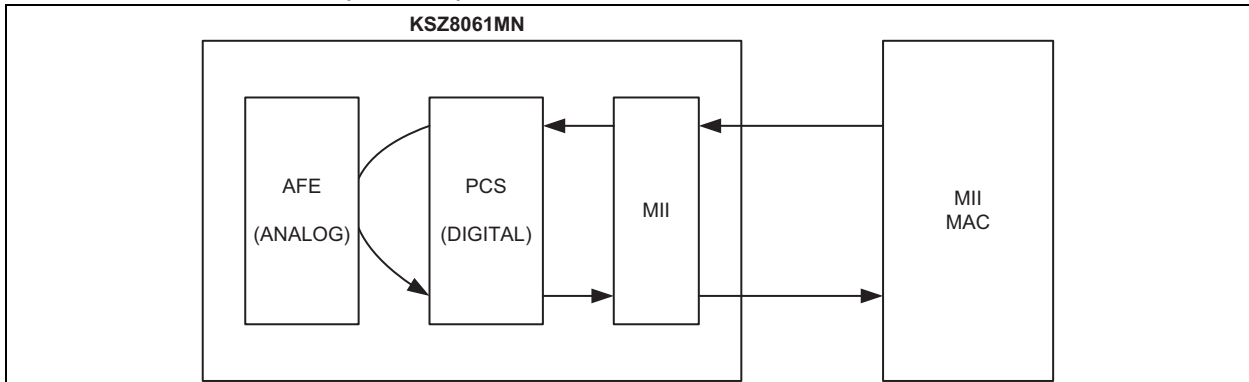 KSZ8061MN
AFE
(ANALOG)
PCS
(DIGITAL)
MII
MII
MAC